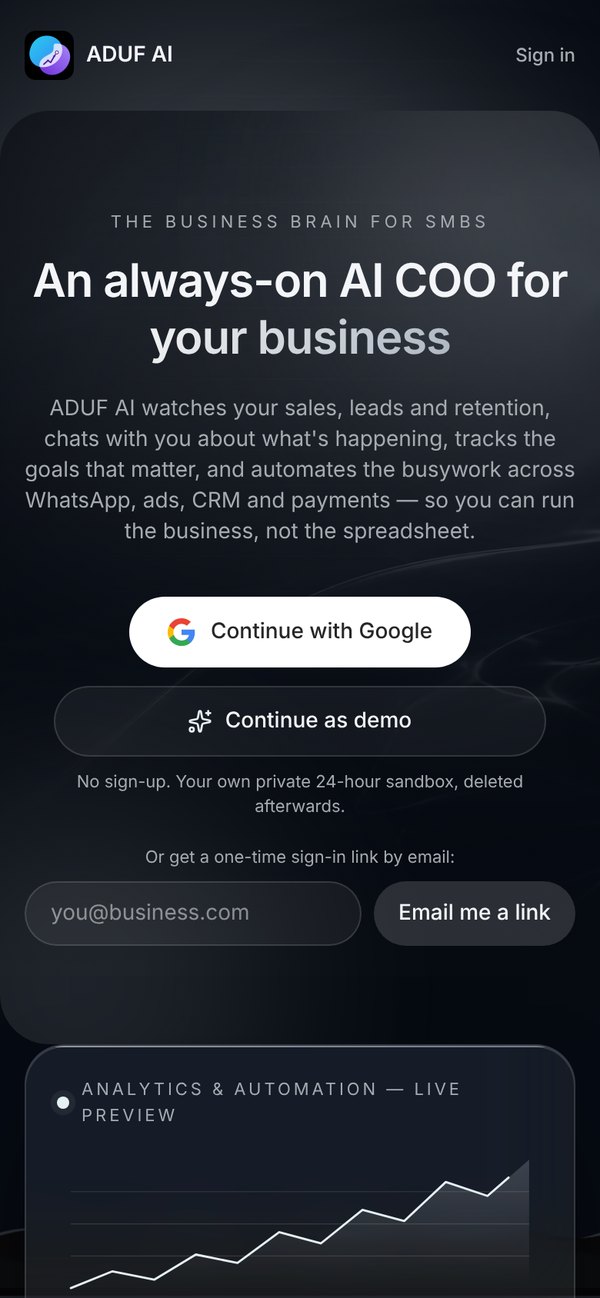 ADUF AI
Sign in
THE BUSINESS BRAIN FOR SMBS
An always-on AI COO for
your business
ADUF AI watches your sales, leads and retention,
chats with you about what's happening, tracks the
goals that matter, and automates the busywork across
WhatsApp, ads, CRM and payments — so you can run
the business, not the spreadsheet.
Continue with Google
Continue as demo
No sign-up. Your own private 24-hour sandbox, deleted
afterwards.
Or get a one-time sign-in link by email:
you@business.com
Email me a link
ANALYTICS & AUTOMATION — LIVE
PREVIEW